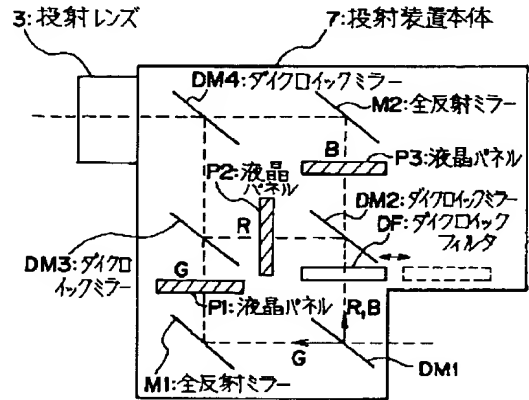 3:投射レンズ
7:投射装置本体
DM4:ダイクロイックミラー
M2:全反射ミラー
B
P3:液晶パネル
P2:液晶
パネル
DM2:ダイクロイックミラー
R
DF:ダイクロイック
フィルタ
DM3:ダイクロ
イックミラー
G
P1:液晶パネル
R,B
G
M1:全反射ミラー
DM1